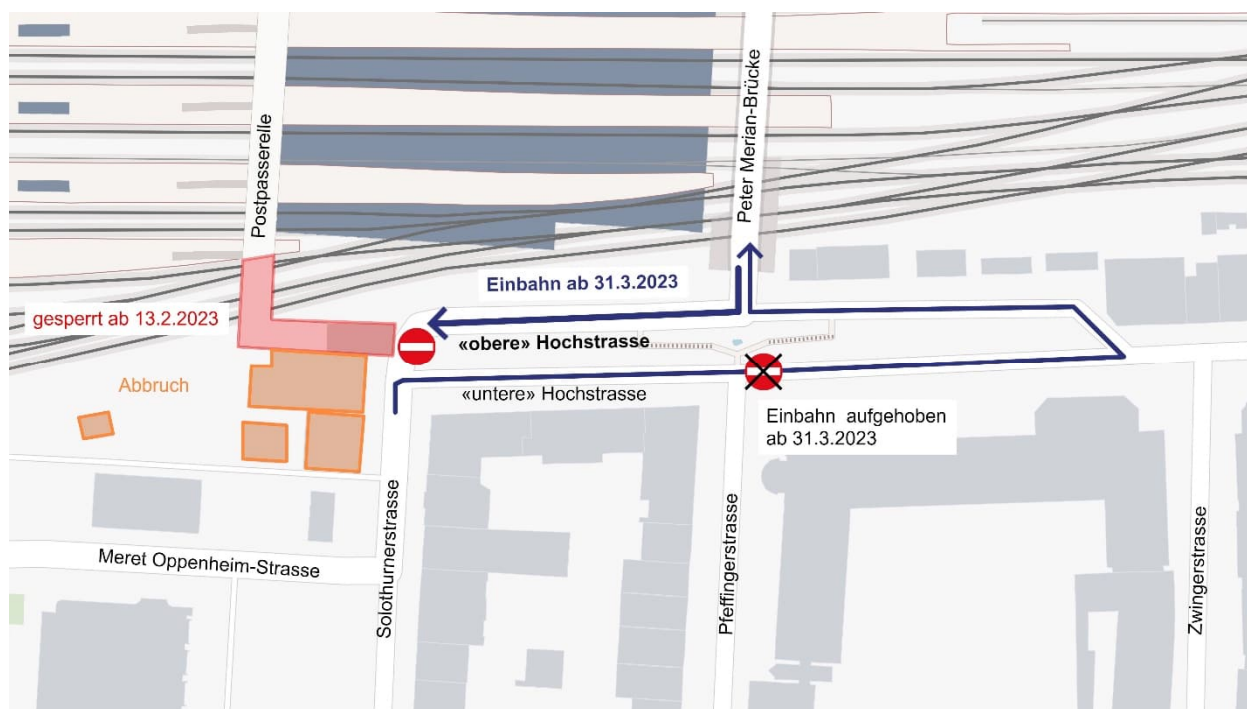 Postpasserelle
Peter Merian-Brücke
Einbahn ab 31.3.2023
gesperrt ab 13.2.2023
«obere» Hochstrasse
Abbruch
«untere» Hochstrasse
Einbahn aufgehoben
ab 31.3.2023
Meret Oppenheim-Strasse
Solothurnerstrasse
Pfeffingerstrasse
Zwingerstrasse